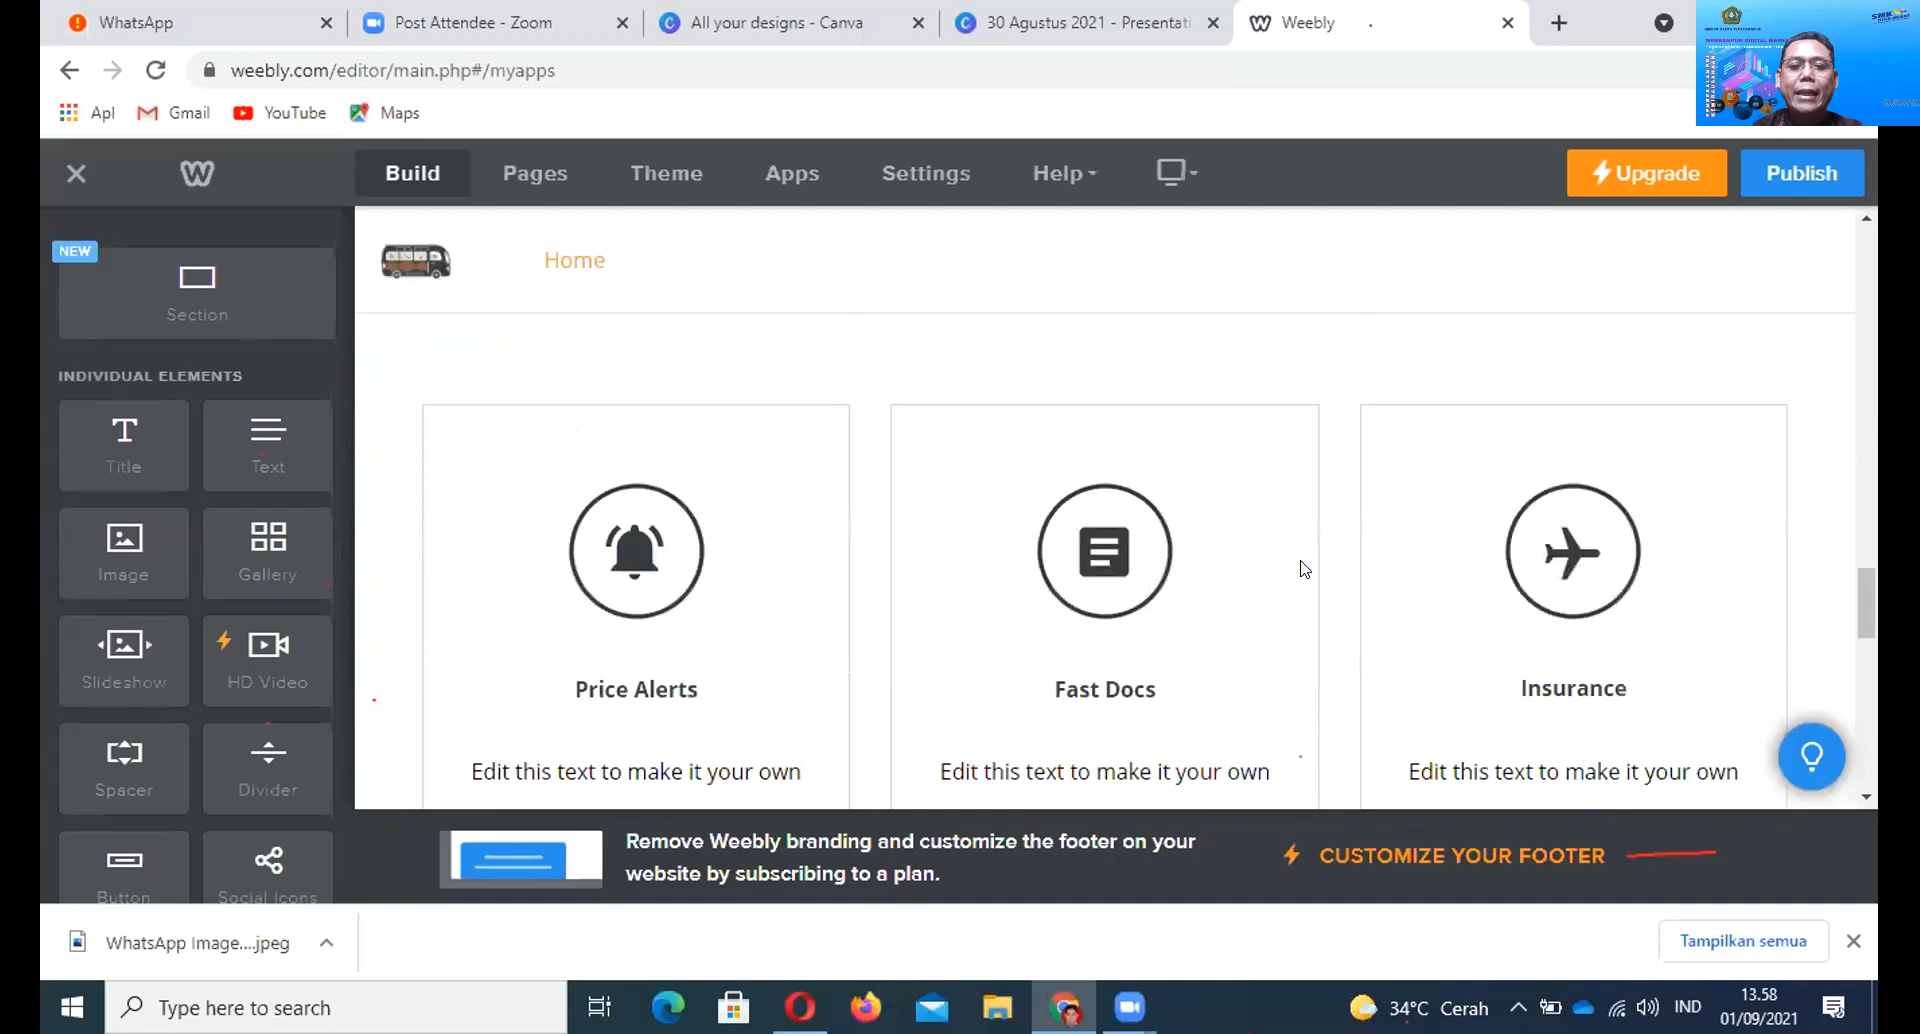 WhatsApp
Post Attendee - Zoom
All your designs - Canva
30 Agustus 2021 - Presentati
Weebly
weebly.com/editor/main.php#/myapps
Apl
Gmail
YouTube
Maps
Build
Pages
Theme
Apps
Settings
Help
Upgrade
Publish
NEW
Section
INDIVIDUAL ELEMENTS
Title
Text
Image
Gallery
Slideshow
HD Video
Spacer
Divider
Button
Social Icons
Home
Price Alerts
Fast Docs
Insurance
Edit this text to make it your own
Edit this text to make it your own
Edit this text to make it your own
Remove Weebly branding and customize the footer on your
website by subscribing to a plan.
CUSTOMIZE YOUR FOOTER
WhatsApp Image....jpeg
Tampilkan semua
Type here to search
34°C Cerah
IND
13.58
01/09/2021